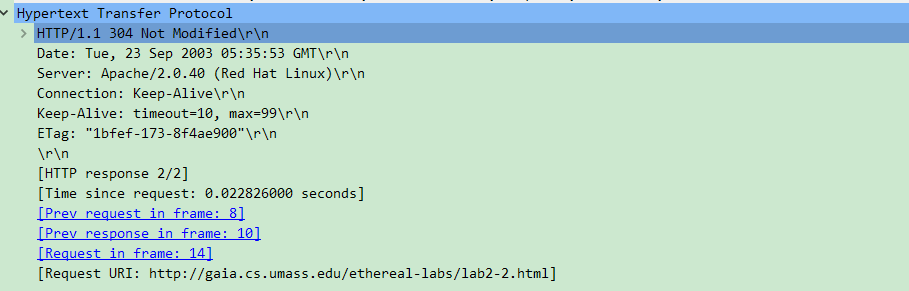 Hypertext Transfer Protocol
HTTP/1.1 304 Not Modified\r\n
Date: Tue, 23 Sep 2003 05:35:53 GMT\r\n
Server: Apache/2.0.40 (Red Hat Linux)\r\n
Connection: Keep-Alive\r\n
Keep-Alive: timeout=10, max=99\r\n
ETag: "1bfef-173-8f4ae900"\r\n
\r\n
[HTTP response 2/2]
[Time since request: 0.022826000 seconds]
[Prev request in frame: 8]
[Prev response in frame: 10]
[Request in frame: 14]
[Request URI: http://gaia.cs.umass.edu/ethereal-labs/lab2-2.html]